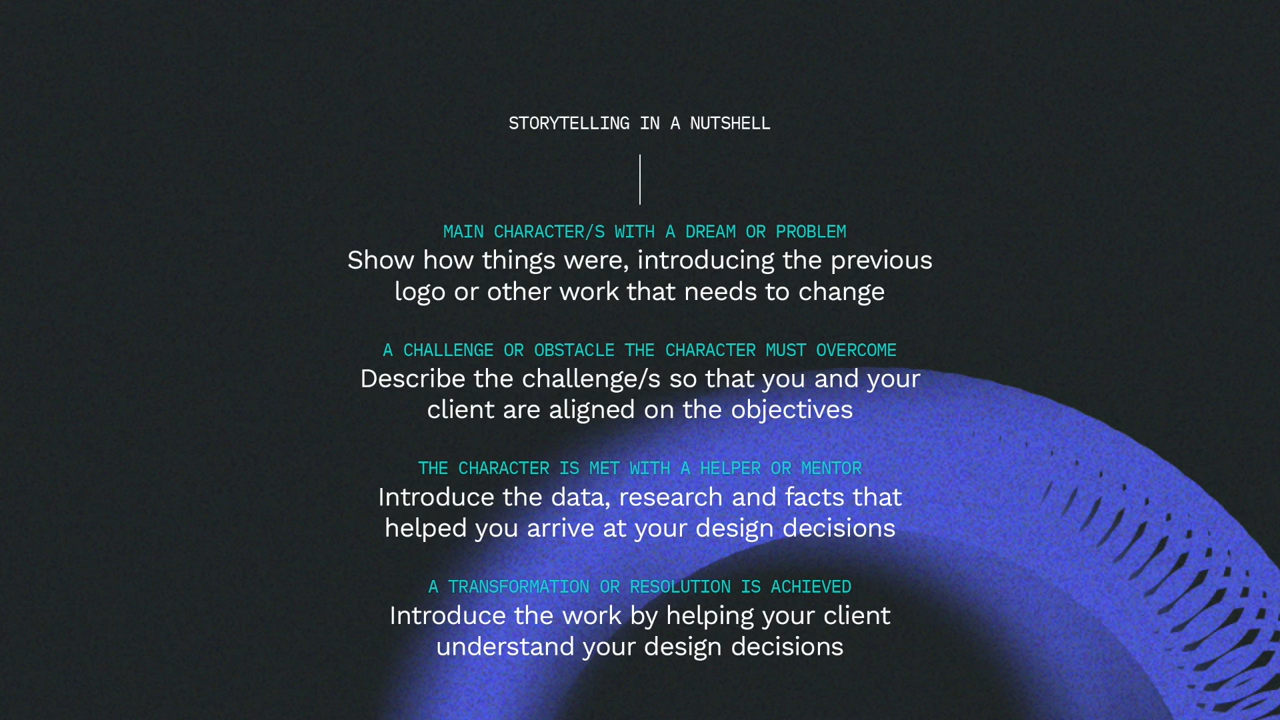 STORYTELLING IN A NUTSHELL
MAIN CHARACTER/S WITH A DREAM OR PROBLEM
Show how things were, introducing the previous
logo or other work that needs to change
A CHALLENGE OR OBSTACLE THE CHARACTER MUST OVERCOME
Describe the challenge/s so that you and your
client are aligned on the objectives
THE CHARACTER IS MET WITH A HELPER OR MENTOR
Introduce the data, research and facts that
helped you arrive at your design decisions
A TRANSFORMATION OR RESOLUTION IS ACHIEVED
Introduce the work by helping your client
understand your design decisions